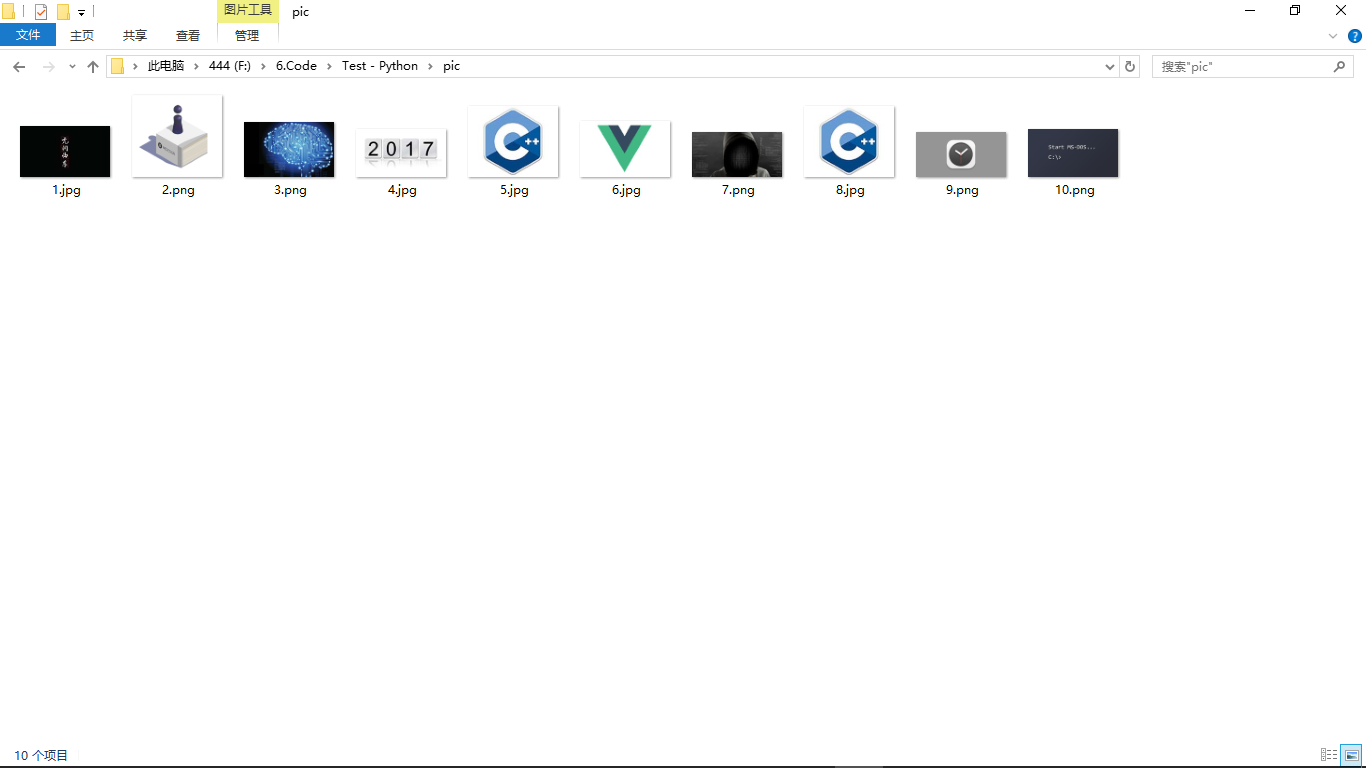 图片工具 pic
文件 主页 共享 查看 管理
此电脑 444 (F:) 6.Code Test - Python pic 搜索"pic"
2017
C++
C++
Start MS-DOS...
C:\>
1.jpg 2.png 3.png 4.jpg 5.jpg 6.jpg 7.png 8.jpg 9.png 10.png
10 个项目